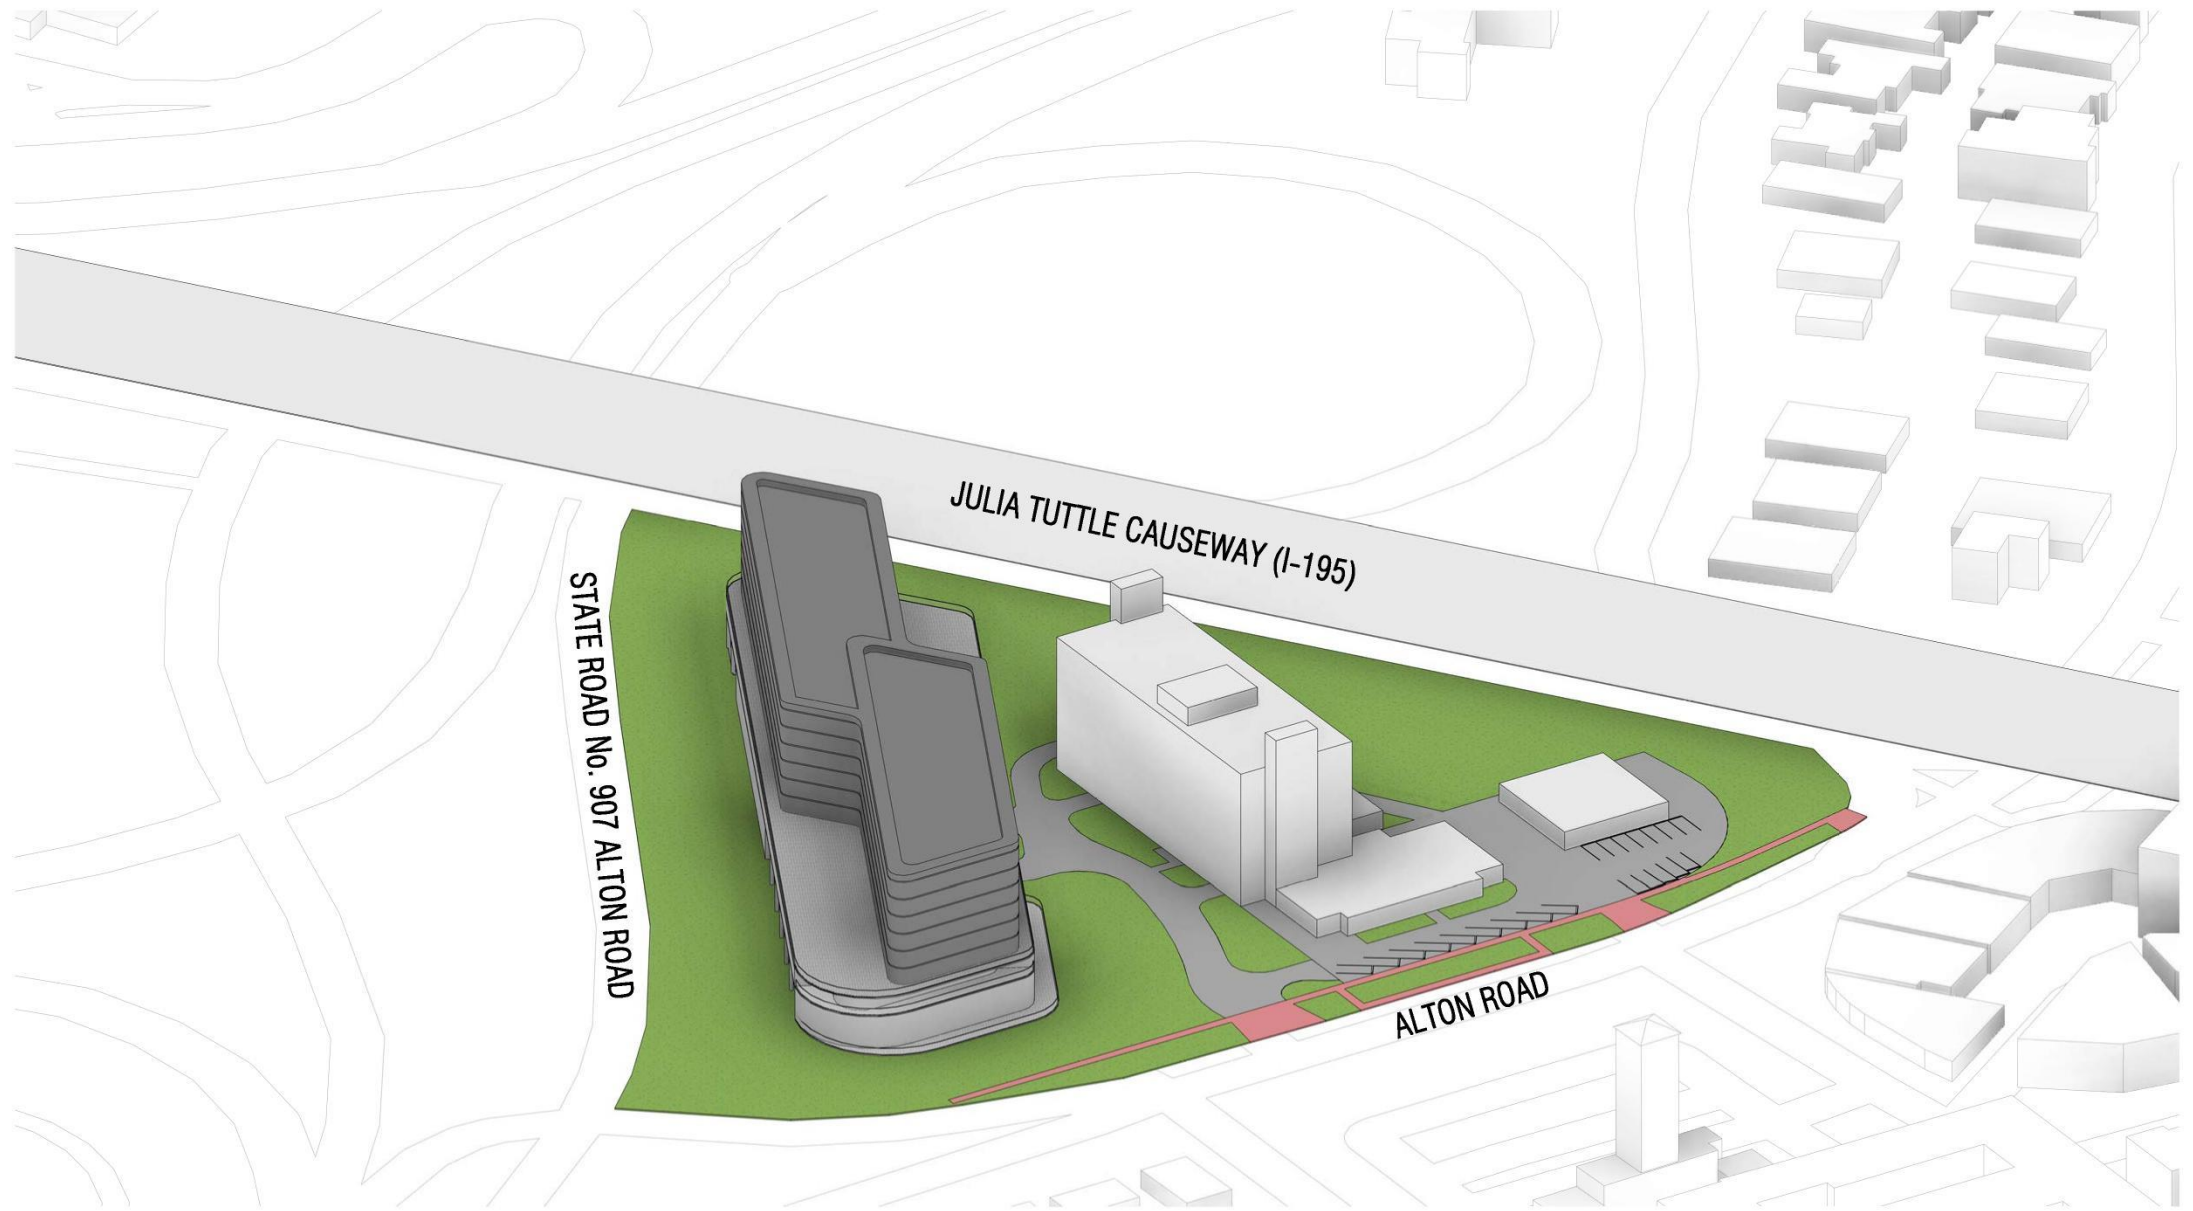 JULIA TUTTLE CAUSEWAY (I-195)
STATE ROAD No. 907 ALTON ROAD
ALTON ROAD